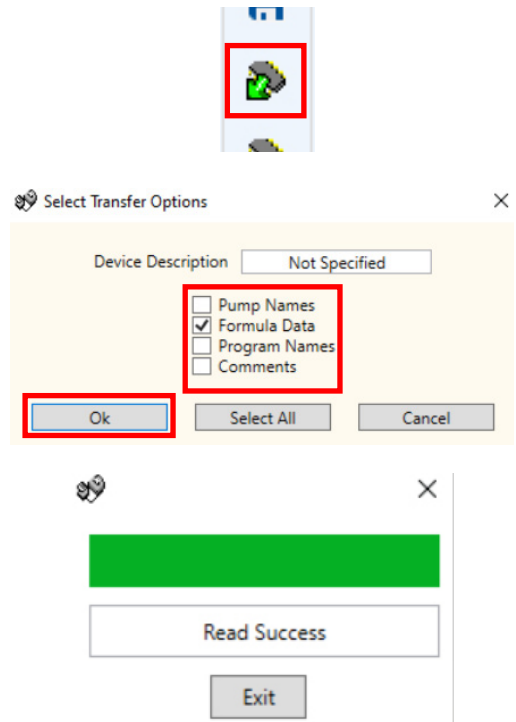 Select Transfer Options
Device Description Not Specified
Pump Names
Formula Data
Program Names
Comments
Ok Select All Cancel
Read Success
Exit